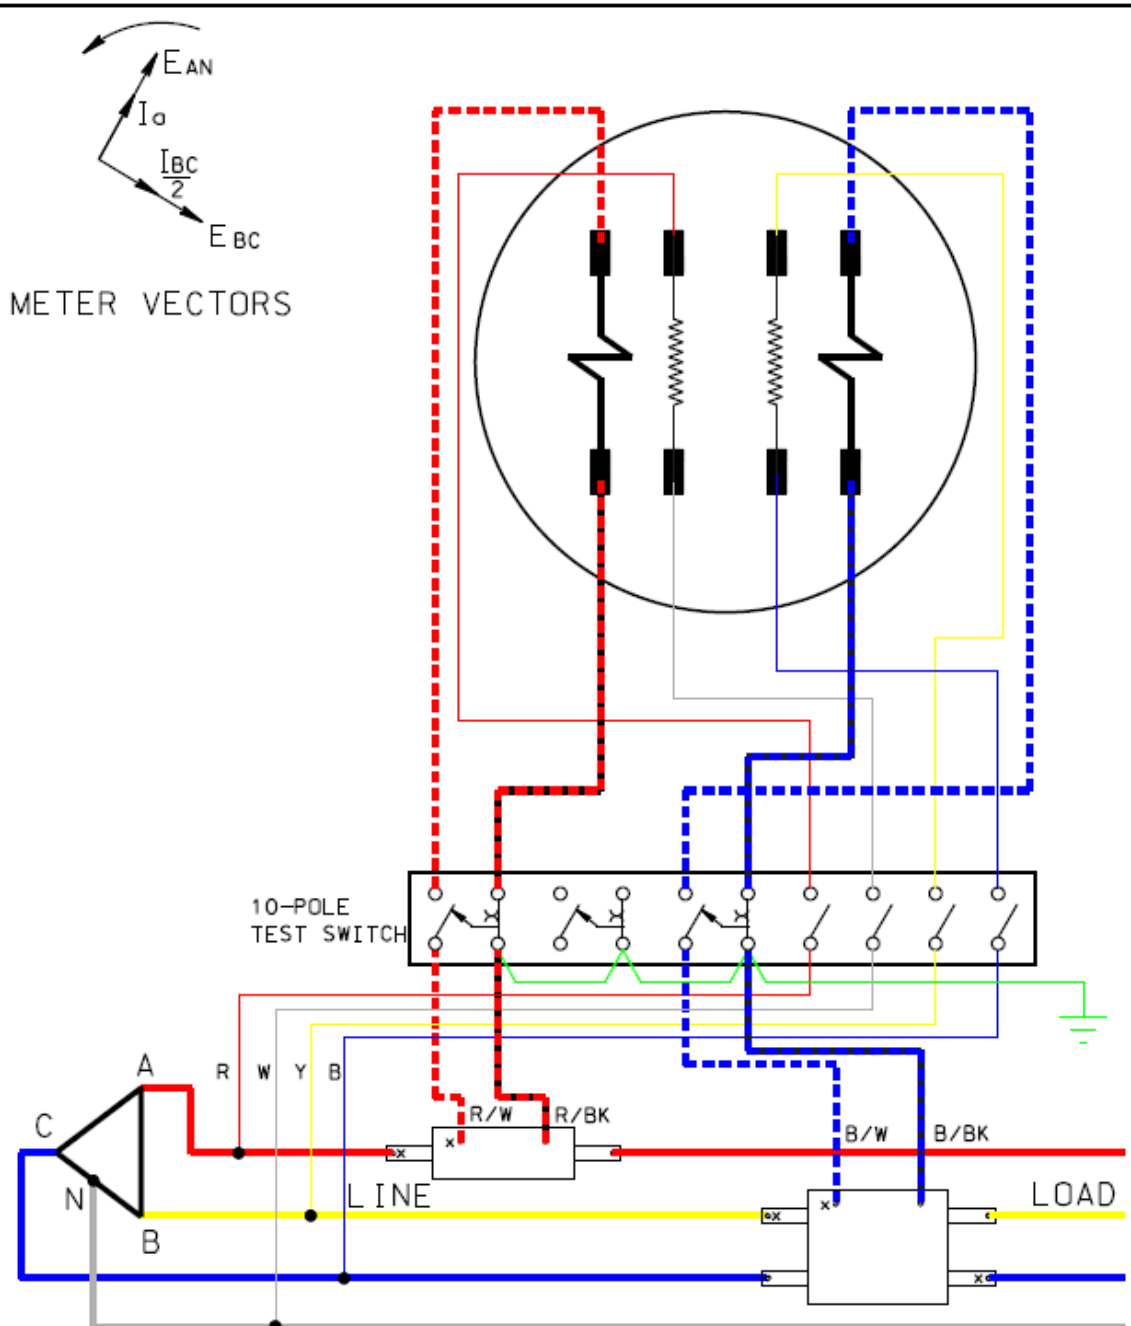 EAN
Ia
IBC
2
EBC
METER VECTORS
10-POLE
TEST SWITCH
A
R W Y B
C
R/W R/BK
x
x
B/W B/BK
N
LINE
LOAD
x
x
B
x